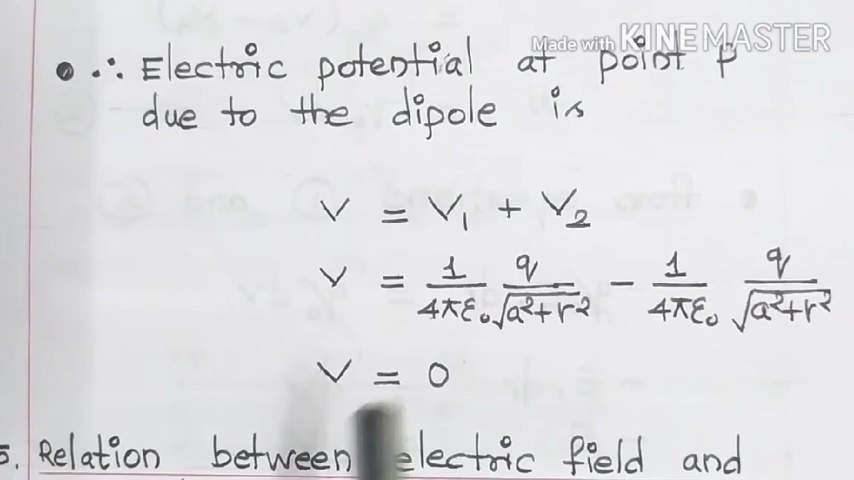 Made with KINEMASTER
• ∴ Electric potential at point P
due to the dipole is
V = V₁ + V₂
V = 1/4πε₀ q/√a²+r² − 1/4πε₀ q/√a²+r²
V = 0
5. Relation between electric field and